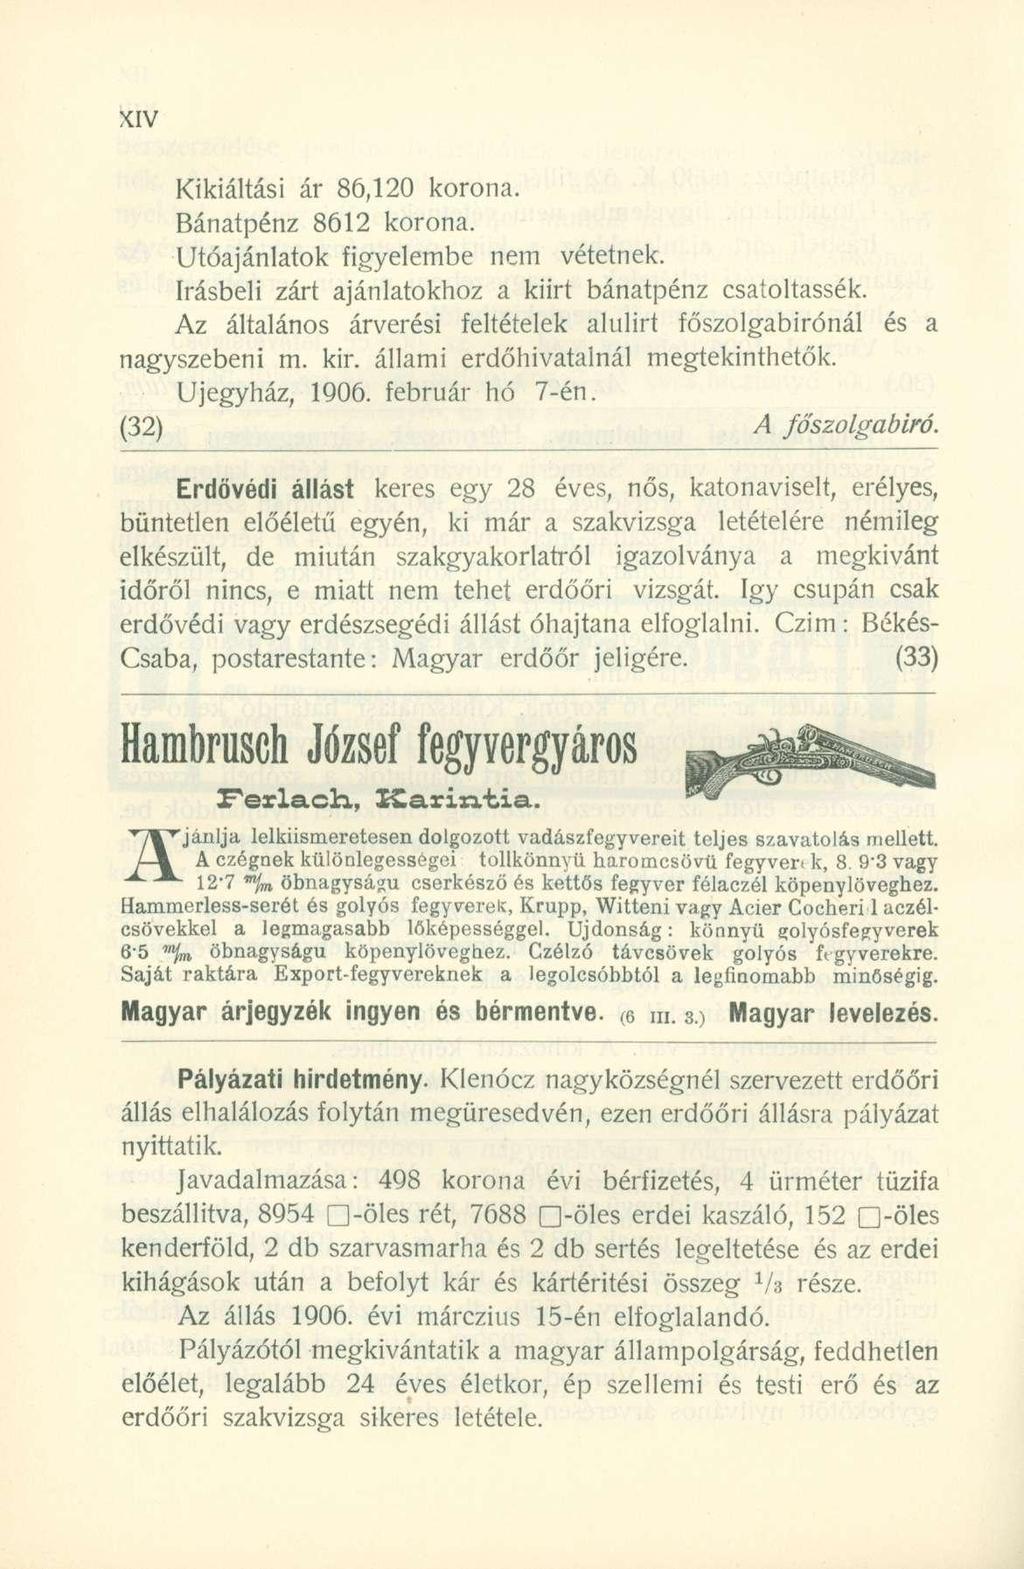 XIV
Kikiáltási ár 86,120 korona.
Bánatpénz 8612 korona.
Utóajánlatok figyelembe nem vétetnek.
Irásbeli zárt ajánlatokhoz a kiirt bánatpénz csatoltassék.
Az általános árverési feltételek alulirt főszolgabirónál és a
nagyszebeni m. kir. állami erdőhivatalnál megtekinthetők.
Ujegyház, 1906. február hó 7-én.
(32) A főszolgabiró.
Erdővédi állást keres egy 28 éves, nős, katonaviselt, erélyes,
büntetlen előéletű egyén, ki már a szakvizsga letételére némileg
elkészült, de miután szakgyakorlatról igazolványa a megkivánt
időről nincs, e miatt nem tehet erdőőri vizsgát. Igy csupán csak
erdővédi vagy erdészsegédi állást óhajtana elfoglalni. Czim: Békés-
Csaba, postarestante: Magyar erdőőr jeligére. (33)
Hambrusch József fegyvergyáros
Ferlach, Karintia.
Ajánlja lelkiismeretesen dolgozott vadászfegyvereit teljes szavatolás mellett.
A czégnek különlegességei tollkönnyü haromcsövü fegyverek, 8. 9·3 vagy
12·7 m/m öbnagyságu cserkésző és kettős fegyver félaczél köpenylöveghez.
Hammerless-serét és golyós fegyverek, Krupp, Witteni vagy Acier Cocheril aczél-
csövekkel a legmagasabb lőképességgel. Ujdonság: könnyü golyósfegyverek
6·5 m/m öbnagyságu köpenylöveghez. Czélzó távcsövek golyós fegyverekre.
Saját raktára Export-fegyvereknek a legolcsóbbtól a legfinomabb minőségig.
Magyar árjegyzék ingyen és bérmentve. (6 III. 3.) Magyar levelezés.
Pályázati hirdetmény. Klenócz nagyközségnél szervezett erdőőri
állás elhalálozás folytán megüresedvén, ezen erdőőri állásra pályázat
nyittatik.
Javadalmazása: 498 korona évi bérfizetés, 4 ürméter tüzifa
beszállitva, 8954 □-öles rét, 7688 □-öles erdei kaszáló, 152 □-öles
kenderföld, 2 db szarvasmarha és 2 db sertés legeltetése és az erdei
kihágások után a befolyt kár és kártéritési összeg 1/3 része.
Az állás 1906. évi márczius 15-én elfoglalandó.
Pályázótól megkivántatik a magyar állampolgárság, feddhetlen
előélet, legalább 24 éves életkor, ép szellemi és testi erő és az
erdőőri szakvizsga sikeres letétele.